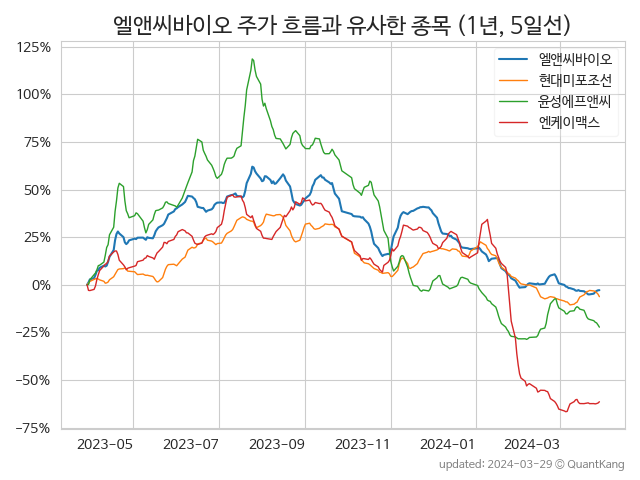 엘앤씨바이오 주가 흐름과 유사한 종목 (1년, 5일선)
125%
100%
75%
50%
25%
0%
−25%
−50%
−75%
엘앤씨바이오
현대미포조선
윤성에프앤씨
엔케이맥스
2023-05
2023-07
2023-09
2023-11
2024-01
2024-03
updated: 2024-03-29 © QuantKang